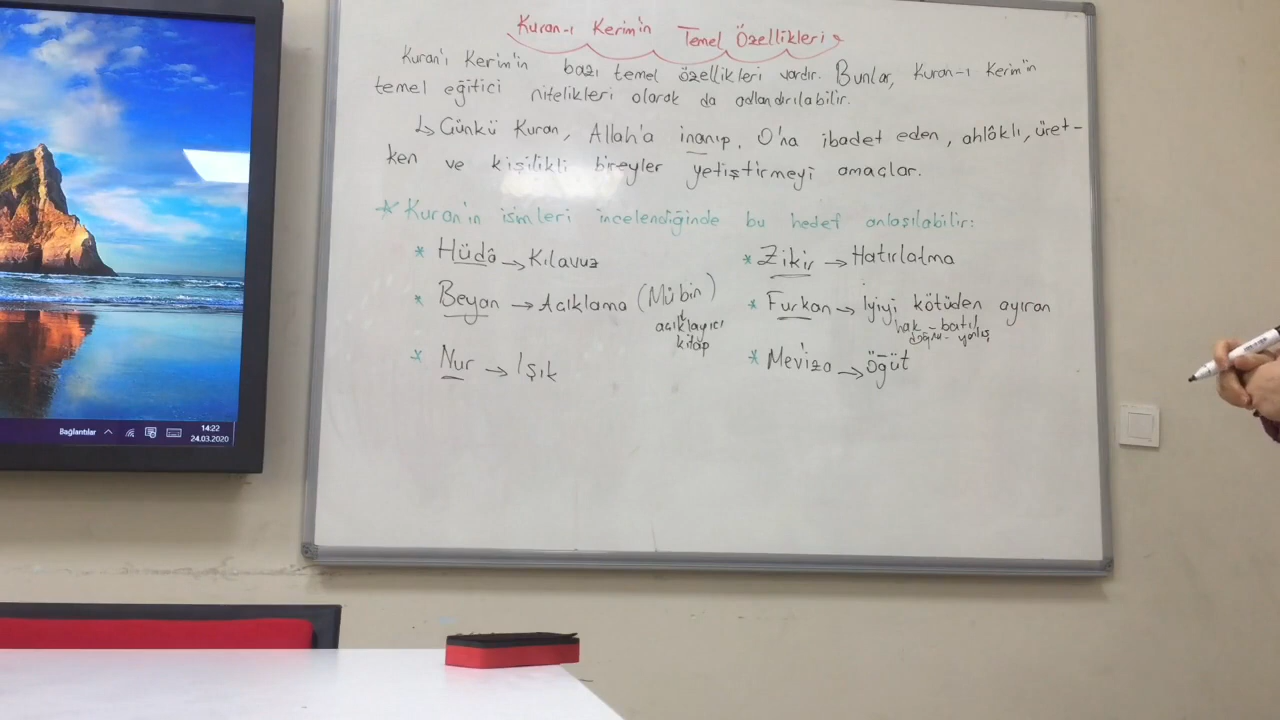 Kuran-ı Kerim'in Temel Özellikleri
Kuran'ı Kerim'in bazı temel özellikleri vardır. Bunlar, Kuran-ı Kerim'in
temel eğitici nitelikleri olarak da adlandırılabilir.
↳ Çünkü Kuran, Allah'a inanıp, O'na ibadet eden, ahlâklı, üret-
ken ve kişilikli bireyler yetiştirmeyi amaçlar.
* Kuran'ın isimleri incelendiğinde bu hedef anlaşılabilir:
* Hüdâ → Kılavuz
* Beyan → Açıklama (Mübin)
↓
açıklayıcı
kitap
* Nur → Işık
* Zikir → Hatırlatma
* Furkan → İyiyi kötüden ayıran
hak - batıl
doğru - yanlış
* Mev'iza → Öğüt
Bağlantılar
14:22
24.03.2020